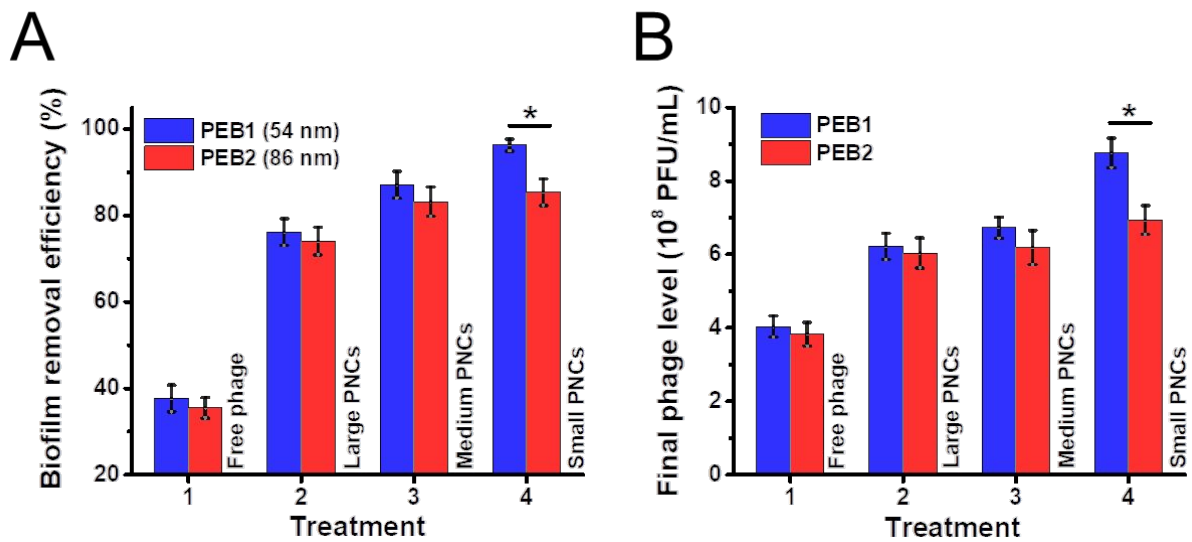 A
Biofilm removal efficiency (%)
100
80
60
40
20
PEB1 (54 nm)
PEB2 (86 nm)
*
Free phage
Large PNCs
Medium PNCs
Small PNCs
1 2 3 4
Treatment
B
Final phage level (10⁸ PFU/mL)
10
8
6
4
2
0
PEB1
PEB2
*
Free phage
Large PNCs
Medium PNCs
Small PNCs
1 2 3 4
Treatment